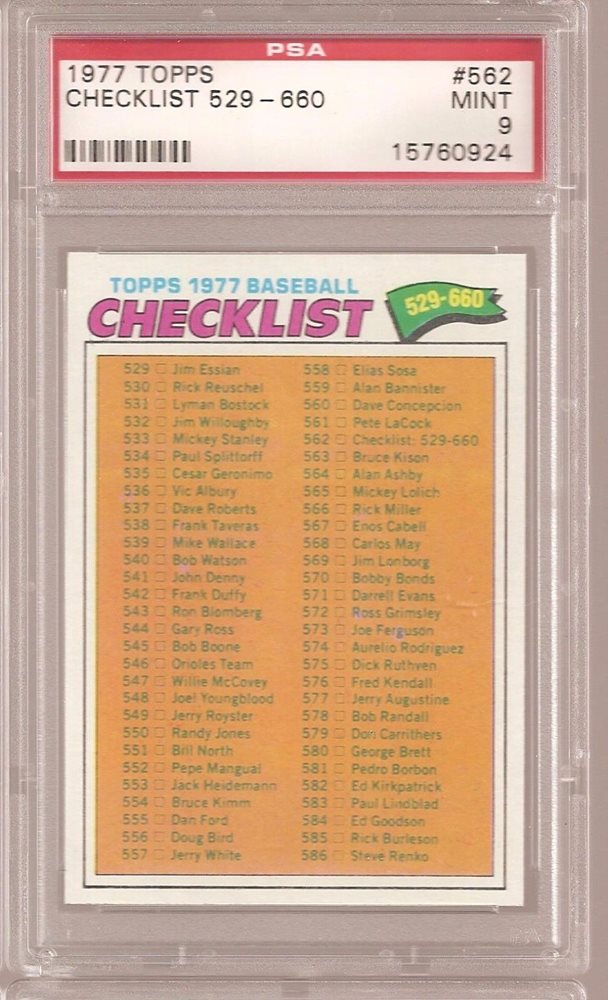 PSA
1977 TOPPS #562
CHECKLIST 529 - 660 MINT
9
15760924
TOPPS 1977 BASEBALL
CHECKLIST
529-660
529 Jim Essian
530 Rick Reuschel
531 Lyman Bostock
532 Jim Willoughby
533 Mickey Stanley
534 Paul Splittorff
535 Cesar Geronimo
536 Vic Albury
537 Dave Roberts
538 Frank Taveras
539 Mike Wallace
540 Bob Watson
541 John Denny
542 Frank Duffy
543 Ron Blomberg
544 Gary Ross
545 Bob Boone
546 Orioles Team
547 Willie McCovey
548 Joel Youngblood
549 Jerry Royster
550 Randy Jones
551 Bill North
552 Pepe Mangual
553 Jack Heidemann
554 Bruce Kimm
555 Dan Ford
556 Doug Bird
557 Jerry White
558 Elias Sosa
559 Alan Bannister
560 Dave Concepcion
561 Pete LaCock
562 Checklist: 529-660
563 Bruce Kison
564 Alan Ashby
565 Mickey Lolich
566 Rick Miller
567 Enos Cabell
568 Carlos May
569 Jim Lonborg
570 Bobby Bonds
571 Darrell Evans
572 Ross Grimsley
573 Joe Ferguson
574 Aurelio Rodriguez
575 Dick Ruthven
576 Fred Kendall
577 Jerry Augustine
578 Bob Randall
579 Don Carrithers
580 George Brett
581 Pedro Borbon
582 Ed Kirkpatrick
583 Paul Lindblad
584 Ed Goodson
585 Rick Burleson
586 Steve Renko